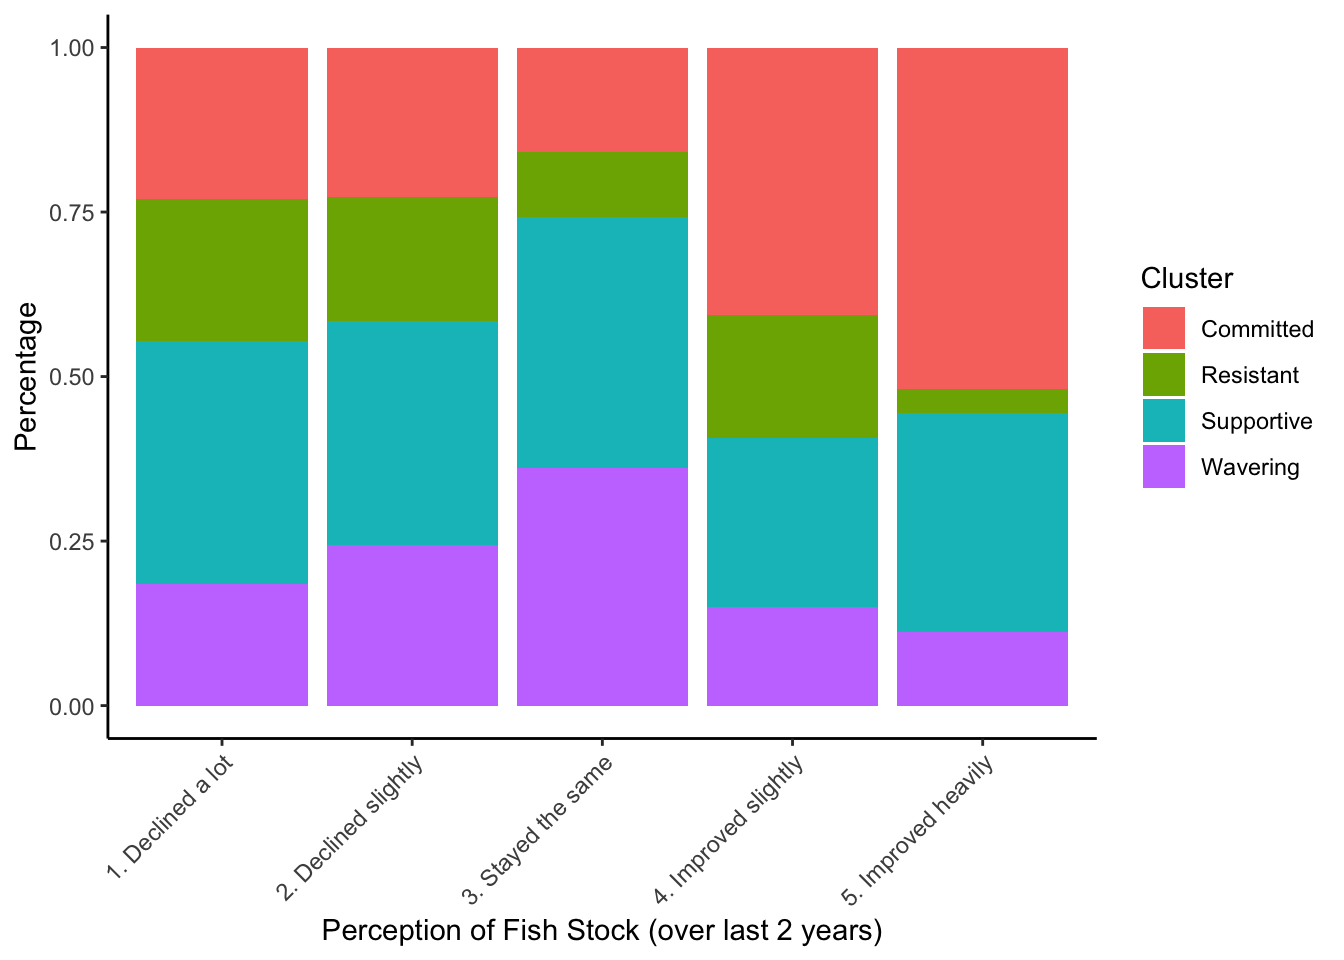 1.00
0.75
0.50
0.25
0.00
Percentage
1. Declined a lot
2. Declined slightly
3. Stayed the same
4. Improved slightly
5. Improved heavily
Perception of Fish Stock (over last 2 years)
Cluster
Committed
Resistant
Supportive
Wavering